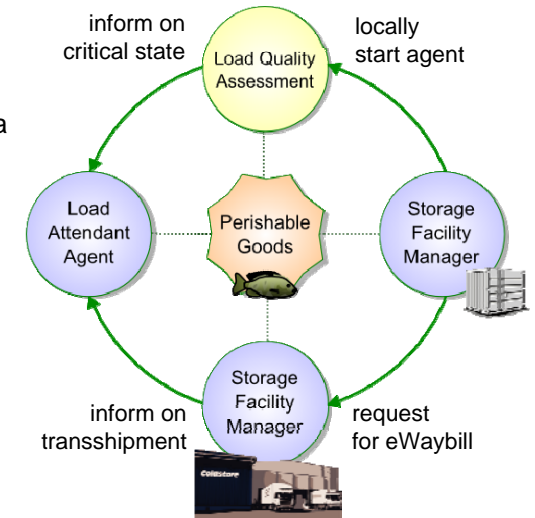 inform on
critical state
locally
start agent
Load Quality
Assessment
a
Load
Attendant
Agent
Perishable
Goods
Storage
Facility
Manager
Storage
Facility
Manager
inform on
transshipment
request
for eWaybill
Coldstore